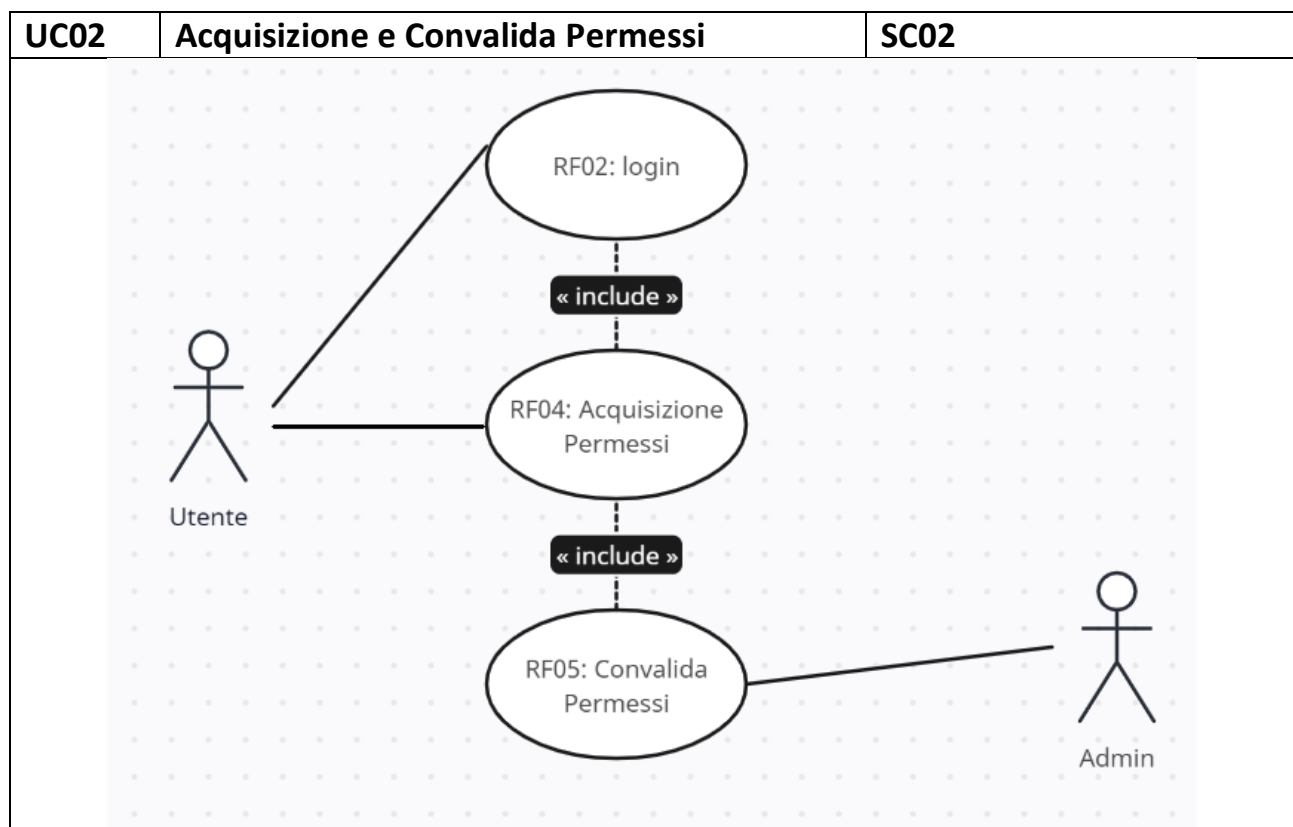 UC02 Acquisizione e Convalida Permessi SC02
RF02: login
« include »
RF04: Acquisizione
Permessi
Utente
« include »
RF05: Convalida
Permessi
Admin